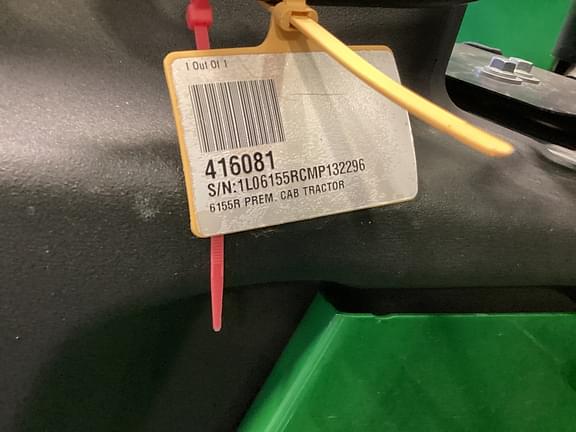 1 Out Of 1
416081
S/N:1L06155RCMP132296
6155R PREM. CAB TRACTOR